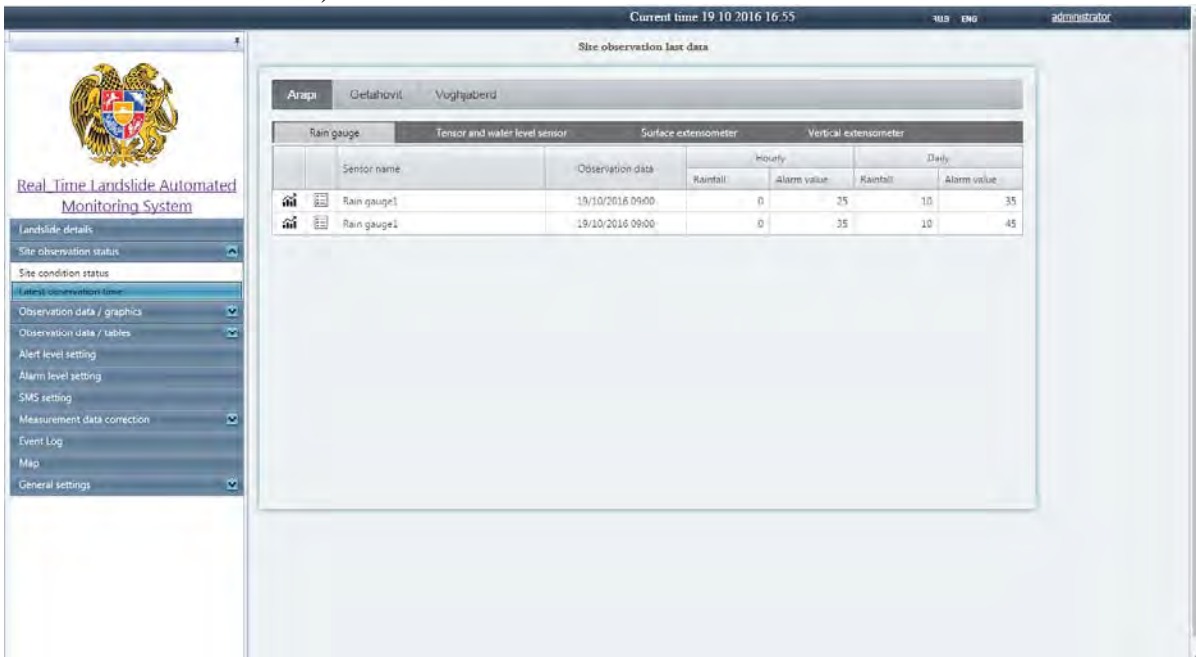 Current time 19 10 2016 16:55
ՀԱՅ ENG
administrator
Site observation last data
Real_Time Landslide Automated
Monitoring System
Landslide details
Site observation status
Site condition status
Latest observation time
Observation data / graphics
Observation data / tables
Alert level setting
Alarm level setting
SMS setting
Measurement data correction
Event Log
Map
General settings
Arapi Getahovit Voghjaberd
Rain gauge Tensor and water level sensor Surface extensometer Vertical extensometer
Sensor name Observation data Hourly Daily
Rainfall Alarm value Rainfall Alarm value
Rain gauge1 19/10/2016 09:00 0 25 10 35
Rain gauge1 19/10/2016 09:00 0 35 10 45